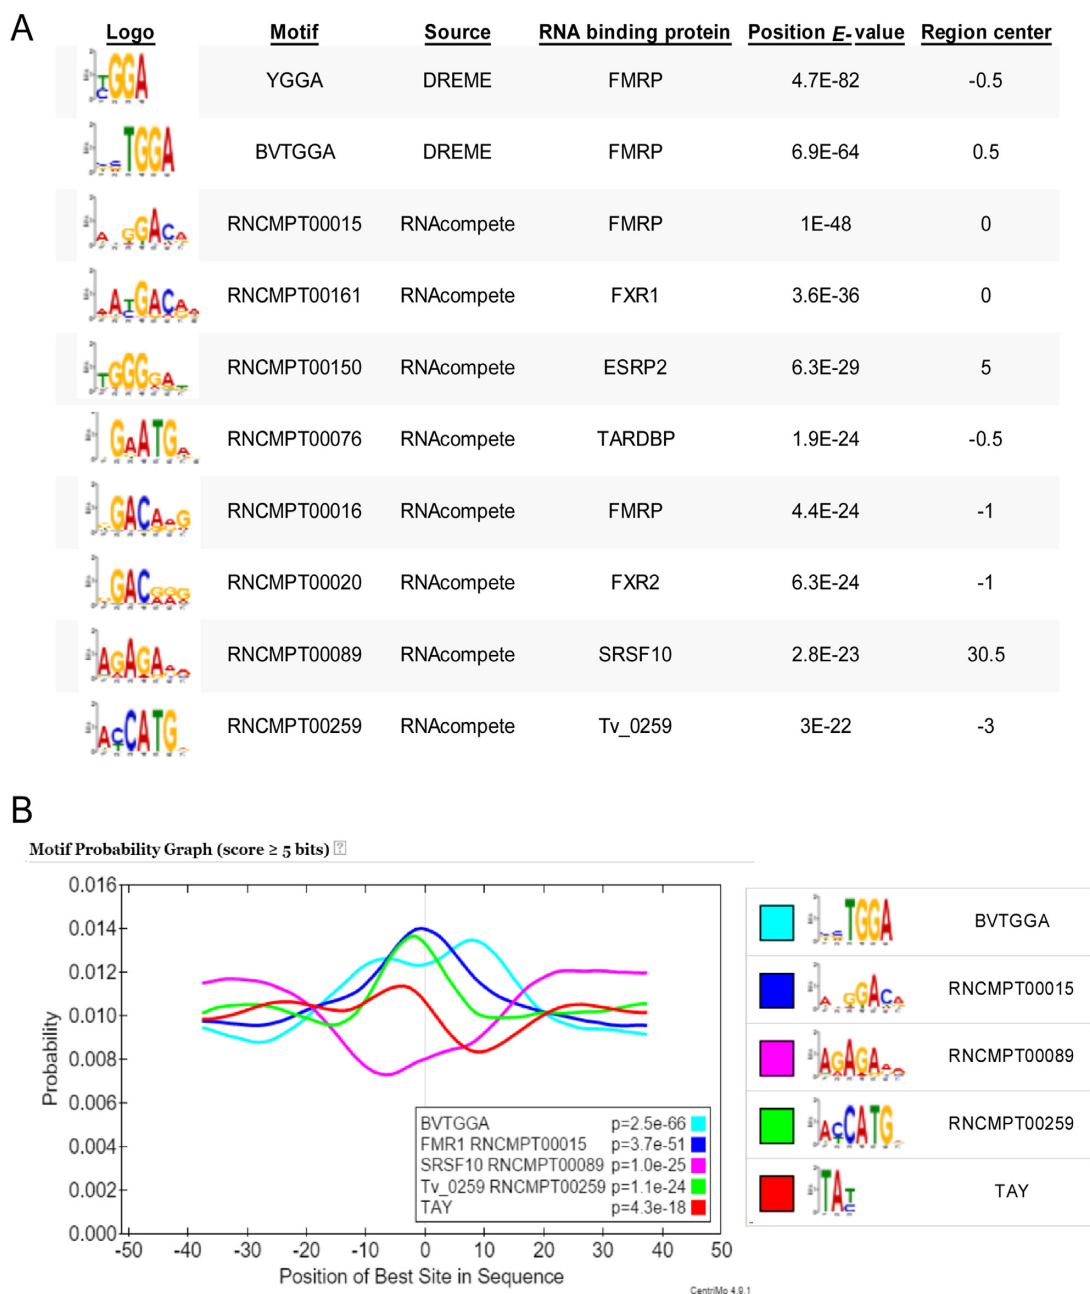 A
Logo Motif Source RNA binding protein Position E-value Region center
YGGA DREME FMRP 4.7E-82 -0.5
BVTGGA DREME FMRP 6.9E-64 0.5
RNCMPT00015 RNAcompete FMRP 1E-48 0
RNCMPT00161 RNAcompete FXR1 3.6E-36 0
RNCMPT00150 RNAcompete ESRP2 6.3E-29 5
RNCMPT00076 RNAcompete TARDBP 1.9E-24 -0.5
RNCMPT00016 RNAcompete FMRP 4.4E-24 -1
RNCMPT00020 RNAcompete FXR2 6.3E-24 -1
RNCMPT00089 RNAcompete SRSF10 2.8E-23 30.5
RNCMPT00259 RNAcompete Tv_0259 3E-22 -3
B
Motif Probability Graph (score ≥ 5 bits) ?
0.016
0.014
0.012
0.010
0.008
0.006
0.004
0.002
0.000
Probability
-50 -40 -30 -20 -10 0 10 20 30 40 50
Position of Best Site in Sequence
BVTGGA p=2.5e-66
FMR1 RNCMPT00015 p=3.7e-51
SRSF10 RNCMPT00089 p=1.0e-25
Tv_0259 RNCMPT00259 p=1.1e-24
TAY p=4.3e-18
CentriMo 4.9.1
BVTGGA
RNCMPT00015
RNCMPT00089
RNCMPT00259
TAY